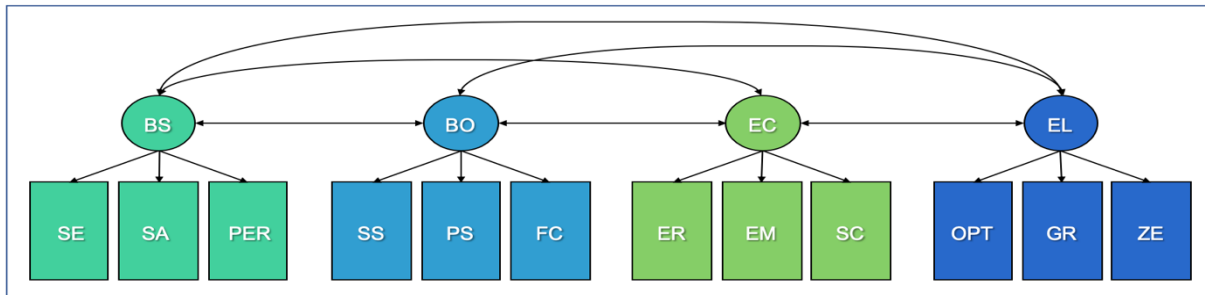 BS BO EC EL
SE SA PER SS PS FC ER EM SC OPT GR ZE